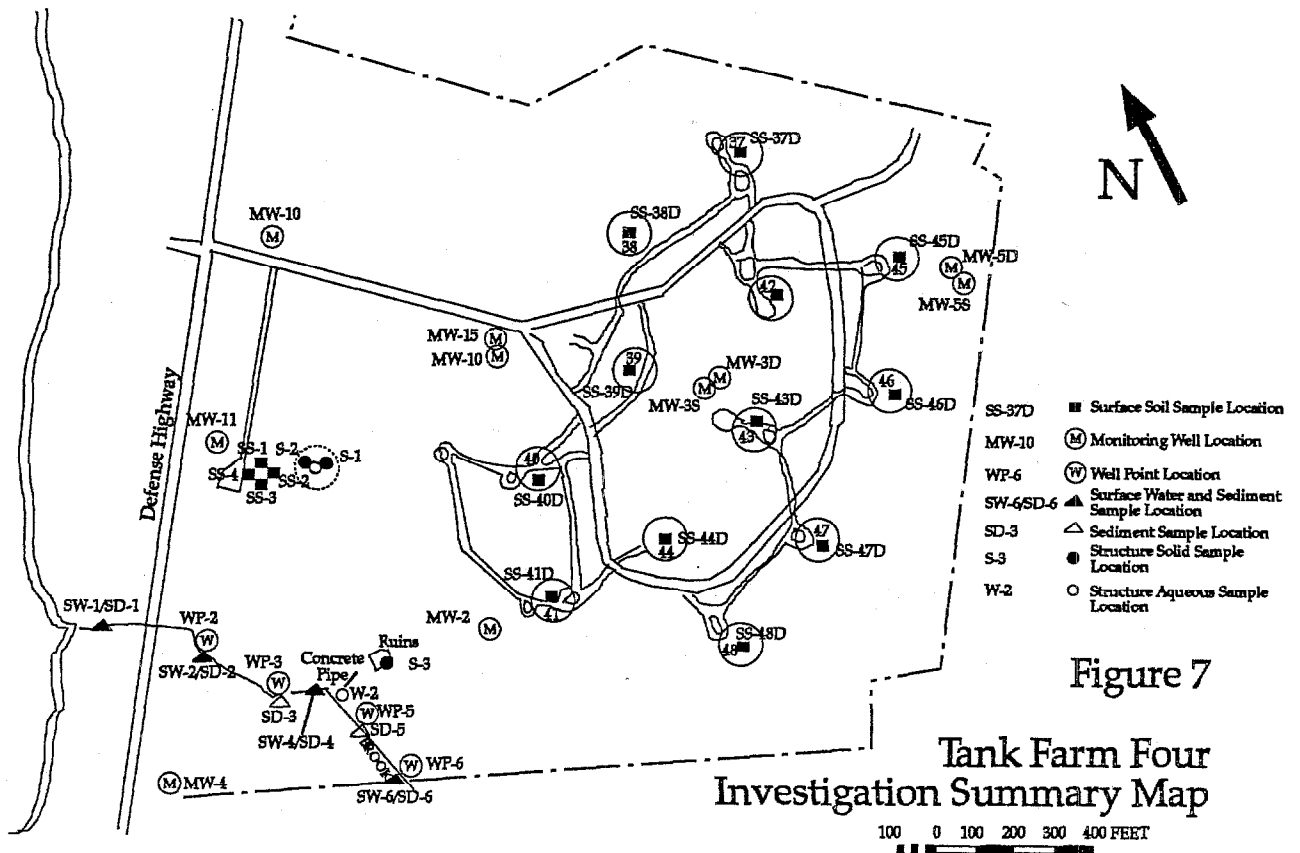 37
SS-37D
SS-38D
38
MW-10
N
SS-45D
45
MW-5D
MW-5S
42
MW-15
MW-10
39
SS-39D
MW-3D
MW-3S
SS-43D
43
46
SS-46D
Defense Highway
MW-11
SS-1
S-2
S-1
SS-4
SS-2
SS-3
40
SS-40D
44
SS-44D
47
SS-47D
SS-41D
41
MW-2
SS-48D
48
SW-1/SD-1
WP-2
SW-2/SD-2
WP-3
SD-3
Concrete
Pipe
Ruins
S-3
W-2
SW-4/SD-4
WP-5
SD-5
BROOK
WP-6
SW-6/SD-6
MW-4
SS-37D Surface Soil Sample Location
MW-10 M Monitoring Well Location
WP-6 W Well Point Location
SW-6/SD-6 Surface Water and Sediment
Sample Location
SD-3 Sediment Sample Location
S-3 Structure Solid Sample
Location
W-2 Structure Aqueous Sample
Location
Figure 7
Tank Farm Four
Investigation Summary Map
100 0 100 200 300 400 FEET